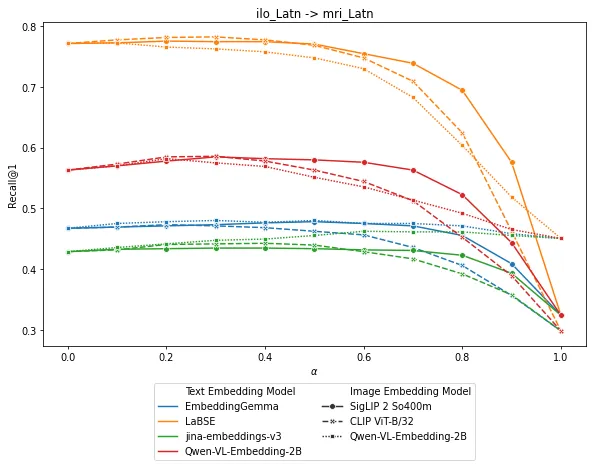 ilo_Latn -> mri_Latn
0.8
0.7
0.6
0.5
0.4
0.3
Recall@1
0.0 0.2 0.4 0.6 0.8 1.0
α
Text Embedding Model
EmbeddingGemma
LaBSE
jina-embeddings-v3
Qwen-VL-Embedding-2B
Image Embedding Model
SigLIP 2 So400m
CLIP ViT-B/32
Qwen-VL-Embedding-2B